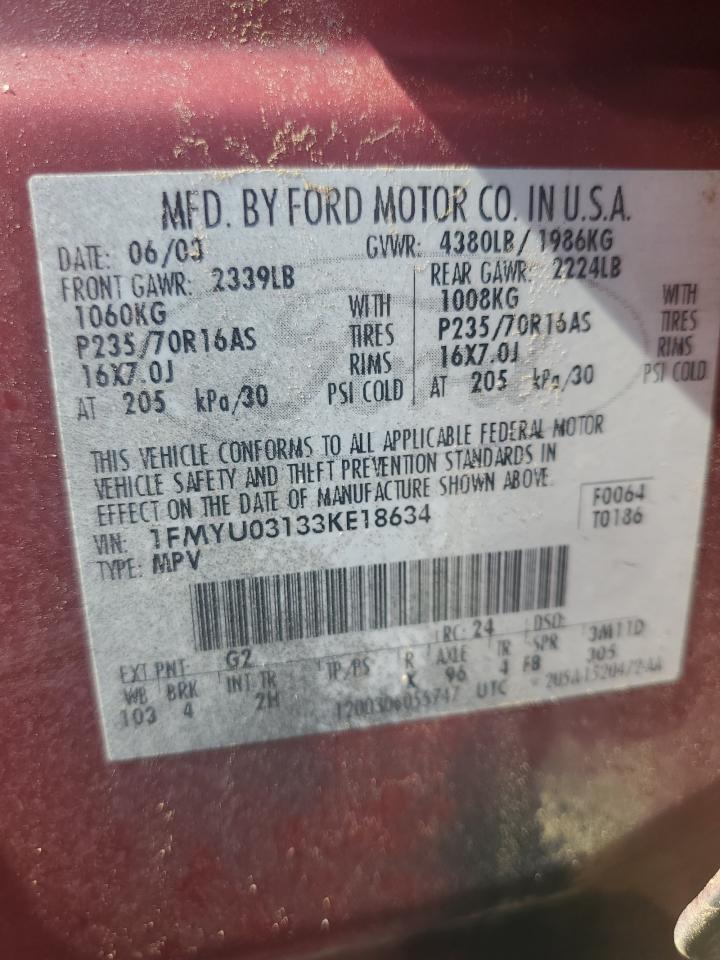 MFD. BY FORD MOTOR CO. IN U.S.A.
DATE: 06/03 GVWR: 4380LB/ 1986KG
FRONT GAWR: 2339LB REAR GAWR: 2224LB
1060KG WITH 1008KG WITH
P235/70R16AS TIRES P235/70R16AS TIRES
16X7.0J RIMS 16X7.0J RIMS
AT 205 kPa/30 PSI COLD AT 205 kPa/30 PSI COLD
THIS VEHICLE CONFORMS TO ALL APPLICABLE FEDERAL MOTOR
VEHICLE SAFETY AND THEFT PREVENTION STANDARDS IN
EFFECT ON THE DATE OF MANUFACTURE SHOWN ABOVE.
F0064
VIN: 1FMYU03133KE18634 T0186
TYPE: MPV
EXT PNT: G2 RC: 24 DSO: 3M11D
WB BRK INT TR TP/PS R AXLE TR SPR
103 4 2H K 96 4 FB 305
UTC